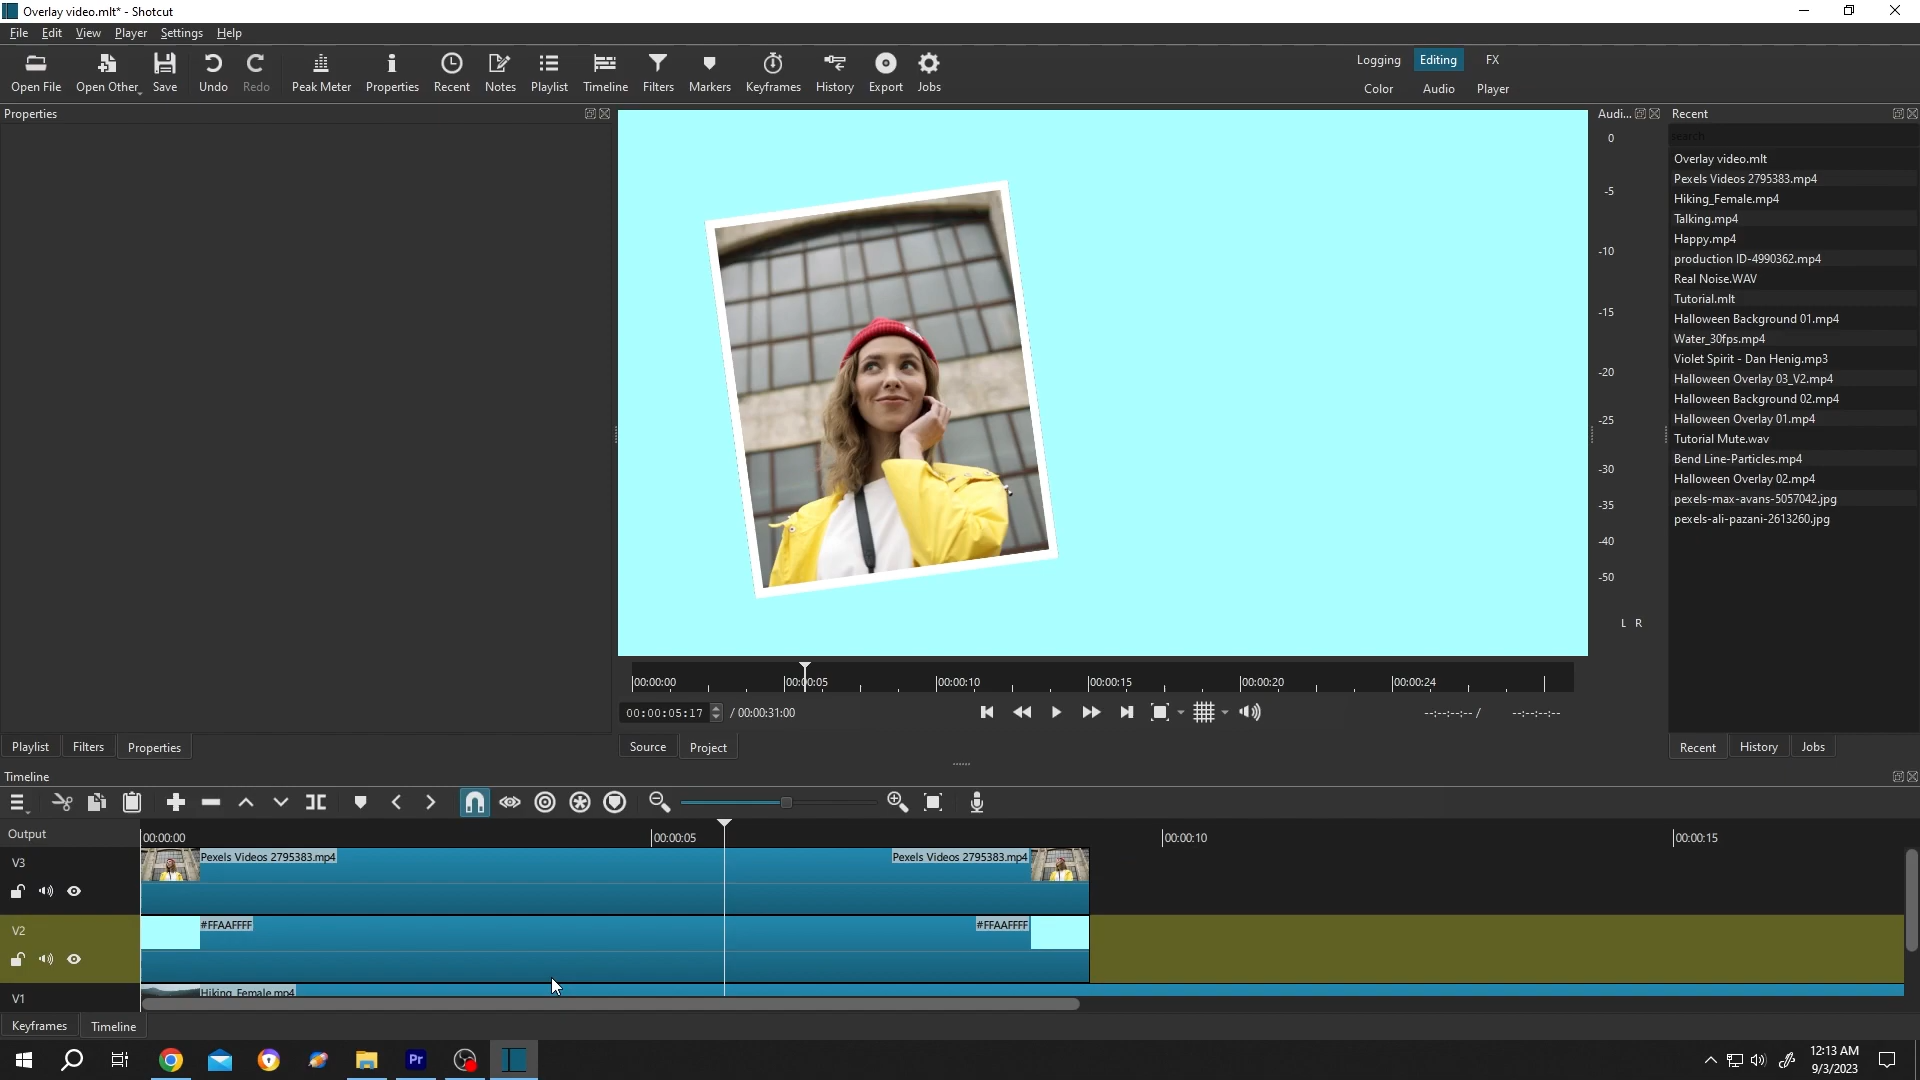 Overlay video.mlt* - Shotcut
File Edit View Player Settings Help
Open File Open Other Save Undo Redo Peak Meter Properties Recent Notes Playlist Timeline Filters Markers Keyframes History Export Jobs
Logging Editing FX
Color Audio Player
Properties
Audi...
0
-5
-10
-15
-20
-25
-30
-35
-40
-50
L R
Recent
search
Overlay video.mlt
Pexels Videos 2795383.mp4
Hiking_Female.mp4
Talking.mp4
Happy.mp4
production ID-4990362.mp4
Real Noise.WAV
Tutorial.mlt
Halloween Background 01.mp4
Water_30fps.mp4
Violet Spirit - Dan Henig.mp3
Halloween Overlay 03_V2.mp4
Halloween Background 02.mp4
Halloween Overlay 01.mp4
Tutorial Mute.wav
Bend Line-Particles.mp4
Halloween Overlay 02.mp4
pexels-max-avans-5057042.jpg
pexels-ali-pazani-2613260.jpg
00:00:00 00:00:05 00:00:10 00:00:15 00:00:20 00:00:24
00:00:05:17 / 00:00:31:00 --:--:--:-- / --:--:--:--
Playlist Filters Properties
Source Project
Recent History Jobs
Timeline
Output
00:00:00 00:00:05 00:00:10 00:00:15
V3
Pexels Videos 2795383.mp4 Pexels Videos 2795383.mp4
V2
#FFAAFFFF #FFAAFFFF
V1
Hiking_Female.mp4
Keyframes Timeline
Pr
12:13 AM
9/3/2023